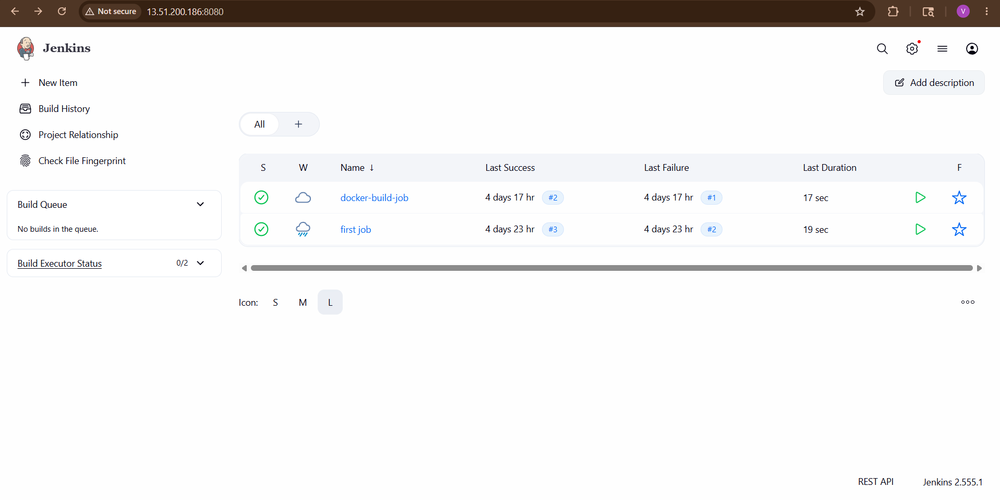 Not secure 13.51.200.186:8080
V
Jenkins
New Item
Add description
Build History
Project Relationship
Check File Fingerprint
Build Queue
No builds in the queue.
Build Executor Status 0/2
All +
S W Name ↓ Last Success Last Failure Last Duration F
docker-build-job 4 days 17 hr #2 4 days 17 hr #1 17 sec
first job 4 days 23 hr #3 4 days 23 hr #2 19 sec
Icon: S M L
REST API Jenkins 2.555.1